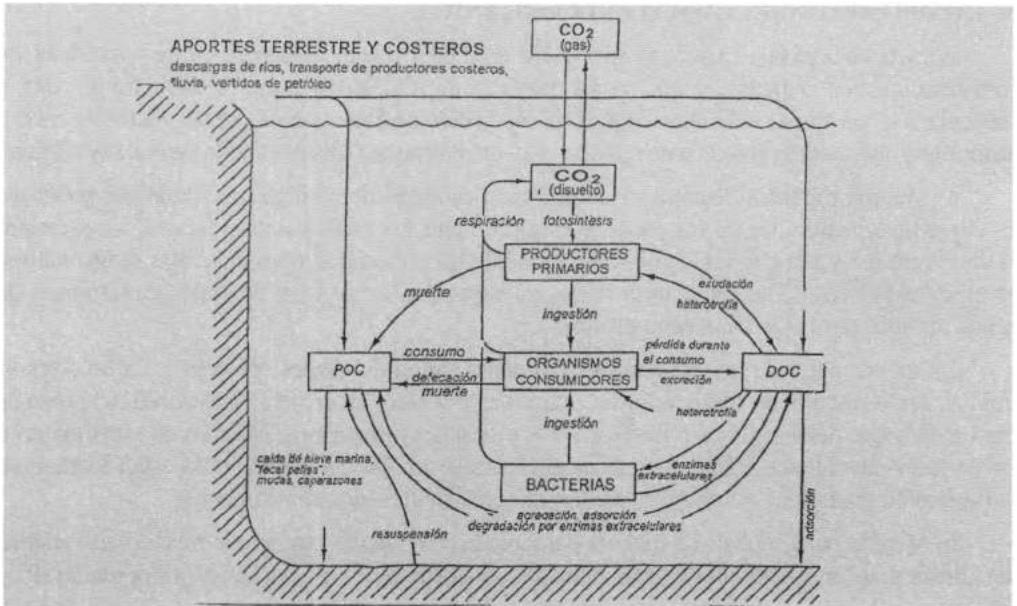 CO2
(gas)
APORTES TERRESTRE Y COSTEROS
descargas de ríos, transporte de productores costeros,
lluvia, vertidos de petróleo
CO2
(disuelto)
respiración
fotosíntesis
PRODUCTORES
PRIMARIOS
muerte
exudación
heterotrofía
ingestión
pérdida durante
el consumo
consumo
POC
ORGANISMOS
CONSUMIDORES
DOC
defecación
muerte
excreción
heterotrofía
ingestión
caída de nieve marina,
"fecal pellets",
mudas, caparazones
enzimas
extracelulares
BACTERIAS
agregación, adsorción
degradación por enzimas extracelulares
resuspensión
adsorción